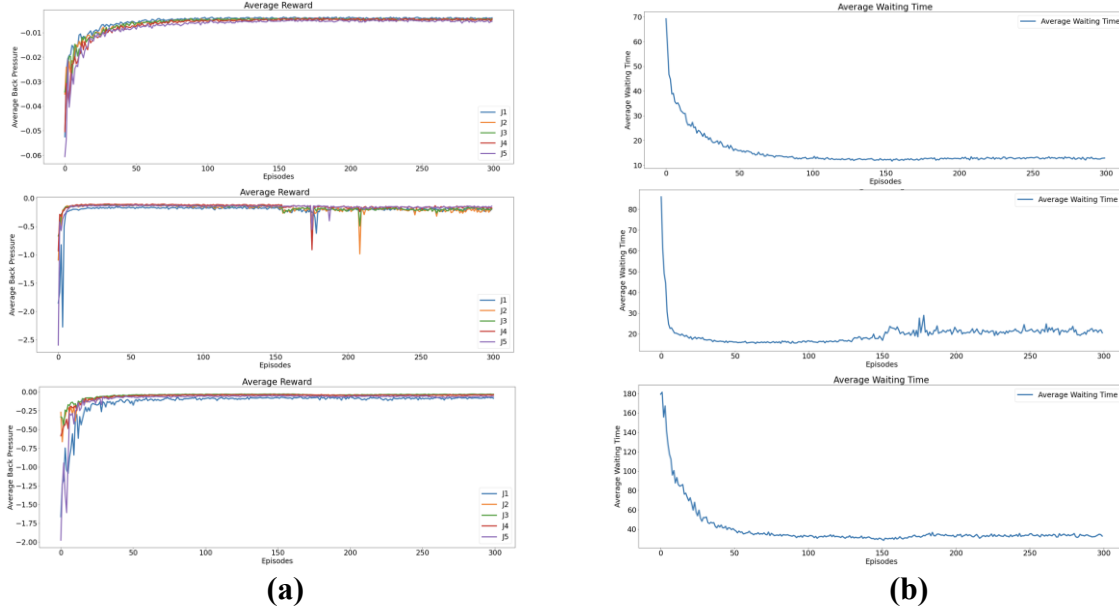 Average Reward
Average Back Pressure
−0.01
−0.02
−0.03
−0.04
−0.05
−0.06
J1
J2
J3
J4
J5
0 50 100 150 200 250 300
Episodes
Average Reward
Average Back Pressure
0.0
−0.5
−1.0
−1.5
−2.0
−2.5
J1
J2
J3
J4
J5
0 50 100 150 200 250 300
Episodes
Average Reward
Average Back Pressure
0.00
−0.25
−0.50
−0.75
−1.00
−1.25
−1.50
−1.75
−2.00
J1
J2
J3
J4
J5
0 50 100 150 200 250 300
Episodes
(a)
Average Waiting Time
Average Waiting Time
Average Waiting Time
70
60
50
40
30
20
10
0 50 100 150 200 250 300
Episodes
Average Waiting Time
Average Waiting Time
80
70
60
50
40
30
20
0 50 100 150 200 250 300
Episodes
Average Waiting Time
Average Waiting Time
Average Waiting Time
180
160
140
120
100
80
60
40
0 50 100 150 200 250 300
Episodes
(b)